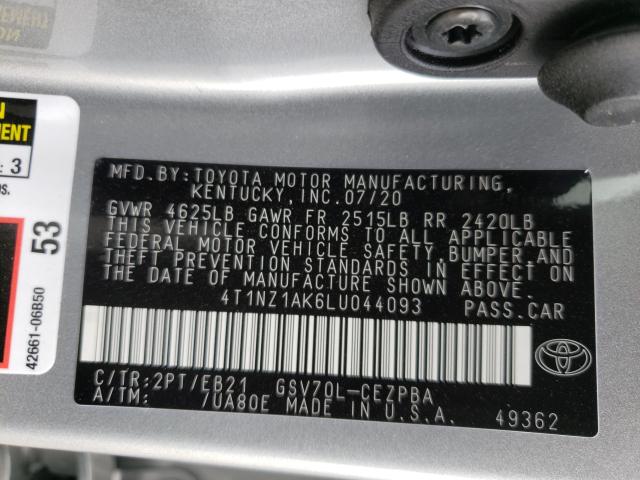 EMENT
: 3
OS.
53
42661-06B50
MFD.BY:TOYOTA MOTOR MANUFACTURING,
KENTUCKY,INC.07/20
GVWR 4625LB GAWR FR 2515LB RR 2420LB
THIS VEHICLE CONFORMS TO ALL APPLICABLE
FEDERAL MOTOR VEHICLE SAFETY,BUMPER,AND
THEFT PREVENTION STANDARDS IN EFFECT ON
THE DATE OF MANUFACTURE SHOWN ABOVE.
4T1NZ1AK6LU044093 PASS.CAR
C/TR:2PT/EB21 GSV70L-CEZPBA
A/TM: 7UA80E MADE IN U.S.A. 49362